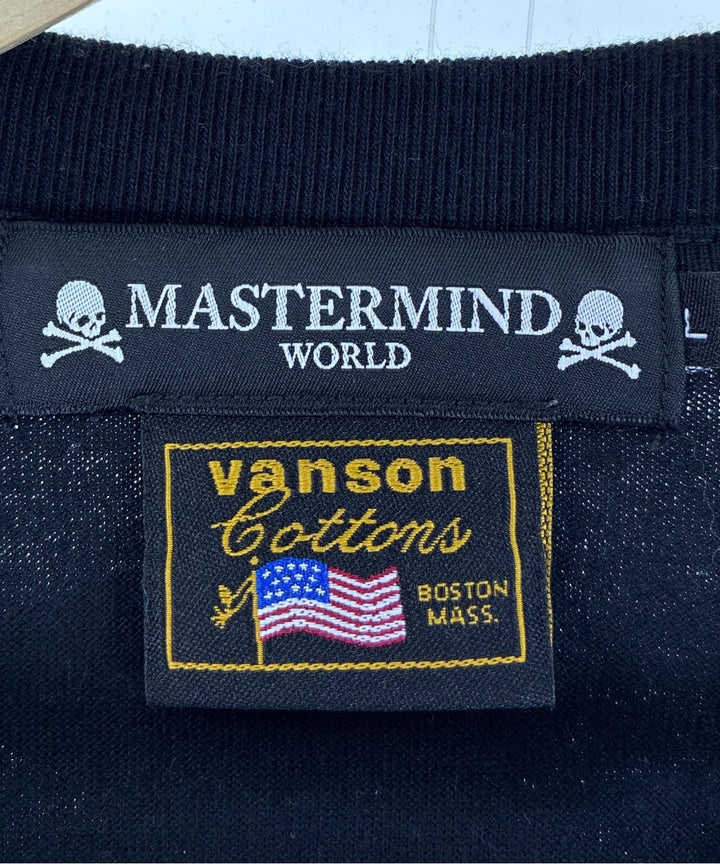 MASTERMIND
WORLD
L
vanson
Cottons
BOSTON
MASS.